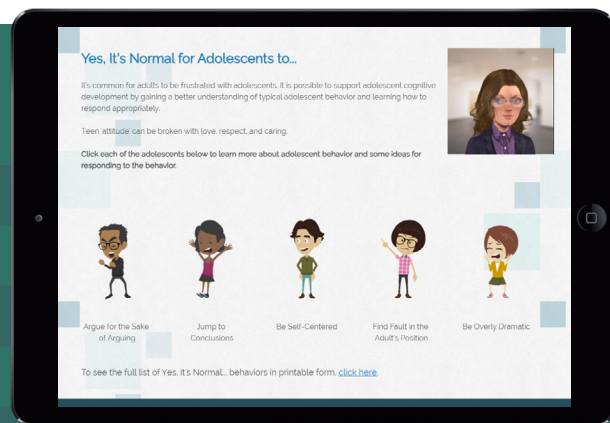 Yes, It's Normal for Adolescents to...
It's common for adults to be frustrated with adolescents. It is possible to support adolescent cognitive
development by gaining a better understanding of typical adolescent behavior and learning how to
respond appropriately.
Teen 'attitude' can be broken with love, respect, and caring.
Click each of the adolescents below to learn more about adolescent behavior and some ideas for
responding to the behavior.
Argue for the Sake
of Arguing
Jump to
Conclusions
Be Self-Centered
Find Fault in the
Adult's Position
Be Overly Dramatic
To see the full list of Yes, It's Normal... behaviors in printable form, click here.